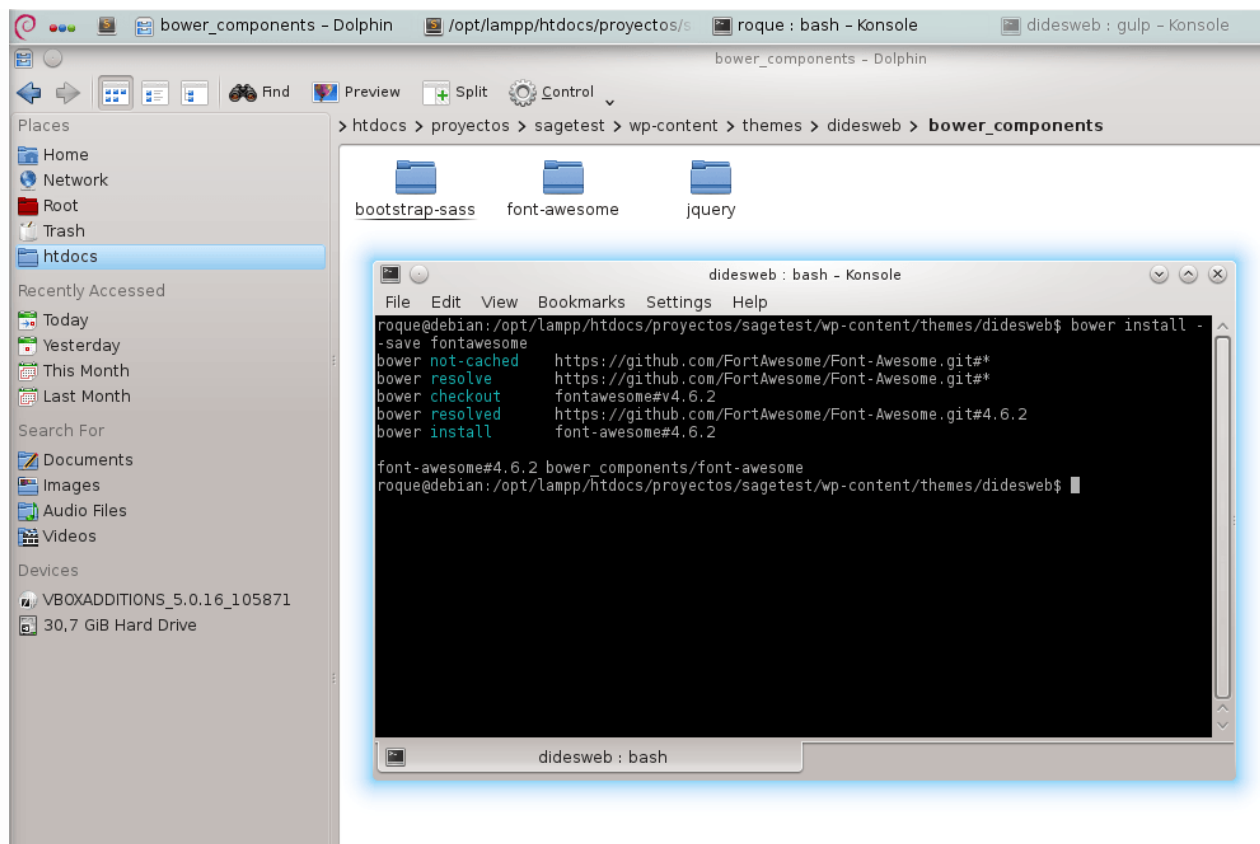 bower_components – Dolphin
/opt/lampp/htdocs/proyectos/s
roque : bash – Konsole
didesweb : gulp – Konsole
bower_components – Dolphin
Find
Preview
Split
Control
Places
> htdocs > proyectos > sagetest > wp-content > themes > didesweb > bower_components
Home
Network
Root
Trash
htdocs
Recently Accessed
Today
Yesterday
This Month
Last Month
Search For
Documents
Images
Audio Files
Videos
Devices
VBOXADDITIONS_5.0.16_105871
30,7 GiB Hard Drive
bootstrap-sass
font-awesome
jquery
didesweb : bash – Konsole
File Edit View Bookmarks Settings Help
roque@debian:/opt/lampp/htdocs/proyectos/sagetest/wp-content/themes/didesweb$ bower install -
-save fontawesome
bower not-cached https://github.com/FortAwesome/Font-Awesome.git#*
bower resolve https://github.com/FortAwesome/Font-Awesome.git#*
bower checkout fontawesome#v4.6.2
bower resolved https://github.com/FortAwesome/Font-Awesome.git#4.6.2
bower install font-awesome#4.6.2
font-awesome#4.6.2 bower_components/font-awesome
roque@debian:/opt/lampp/htdocs/proyectos/sagetest/wp-content/themes/didesweb$
didesweb : bash